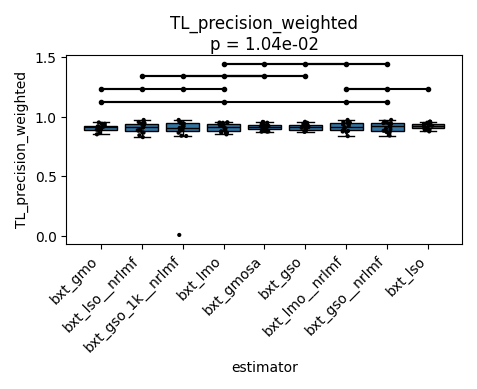 TL_precision_weighted
p = 1.04e-02
TL_precision_weighted
1.5
1.0
0.5
0.0
bxt_gmo
bxt_lso__nrlmf
bxt_gso_1k__nrlmf
bxt_lmo
bxt_gmosa
bxt_gso
bxt_lmo__nrlmf
bxt_gso__nrlmf
bxt_lso
estimator